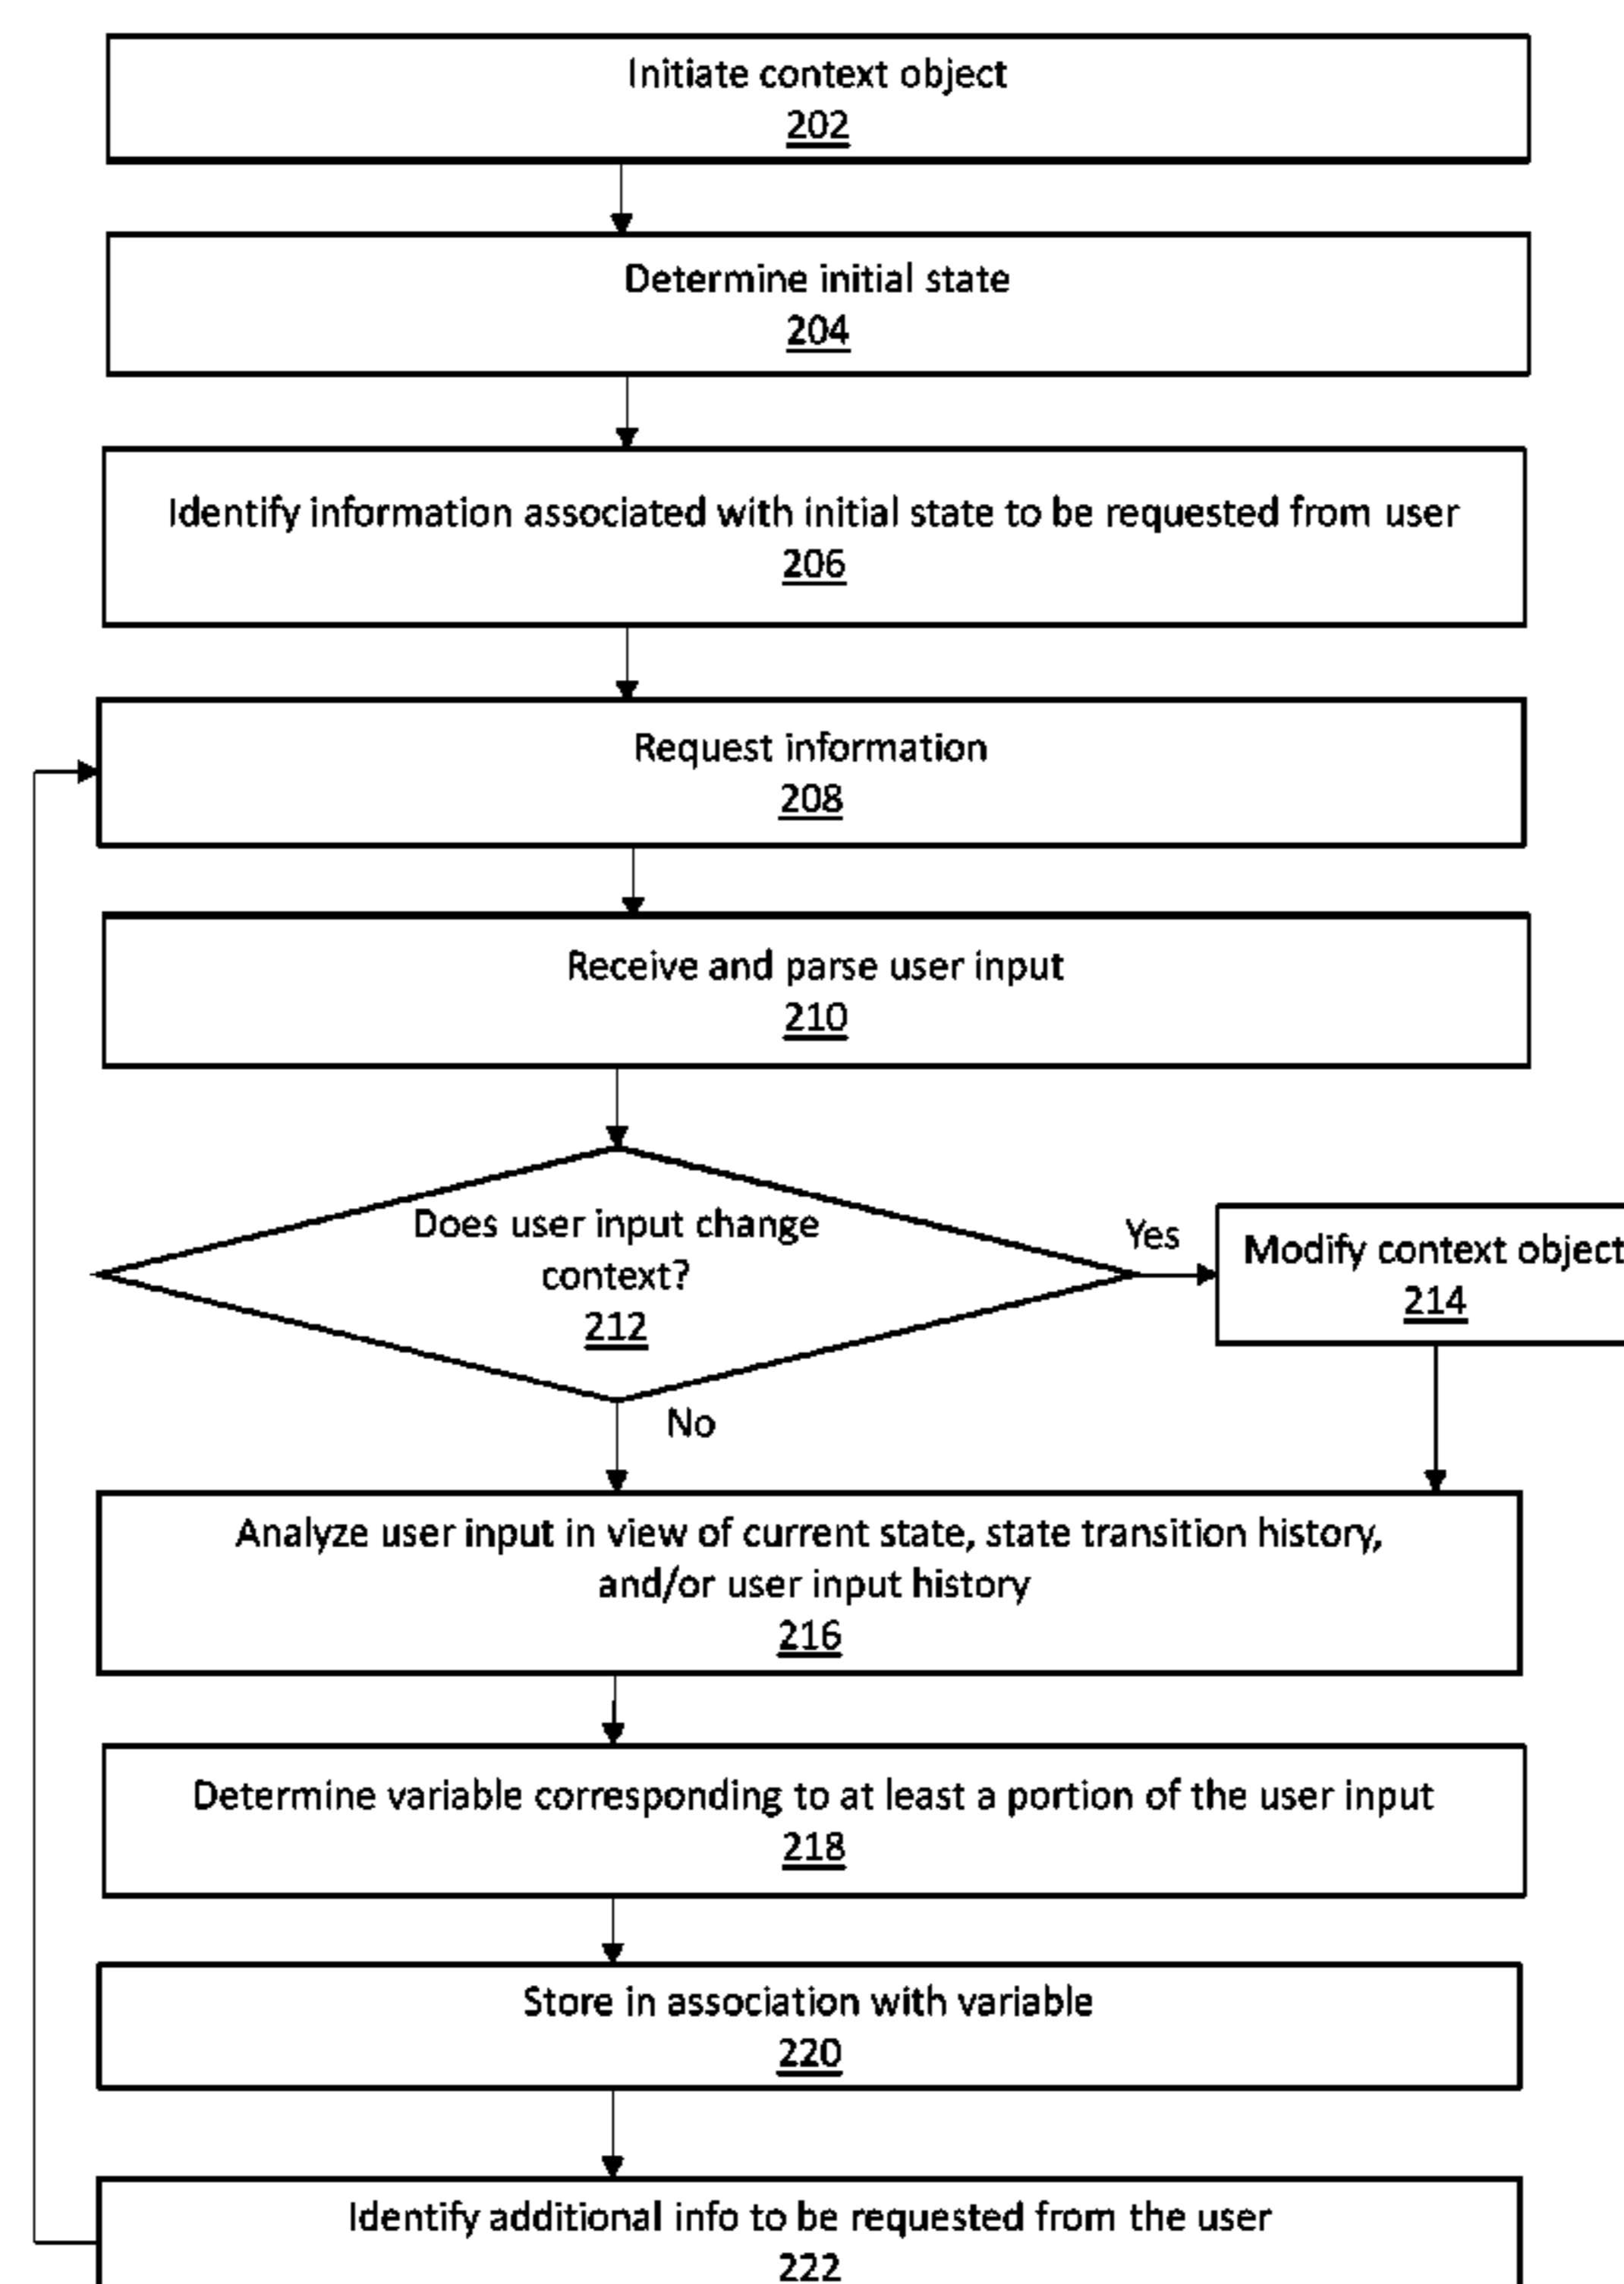 Initiate context object
202
Determine initial state
204
Identify information associated with initial state to be requested from user
206
Request information
208
Receive and parse user input
210
Does user input change
context?
212
Yes
Modify context object
214
No
Analyze user input in view of current state, state transition history,
and/or user input history
216
Determine variable corresponding to at least a portion of the user input
218
Store in association with variable
220
Identify additional info to be requested from the user
222